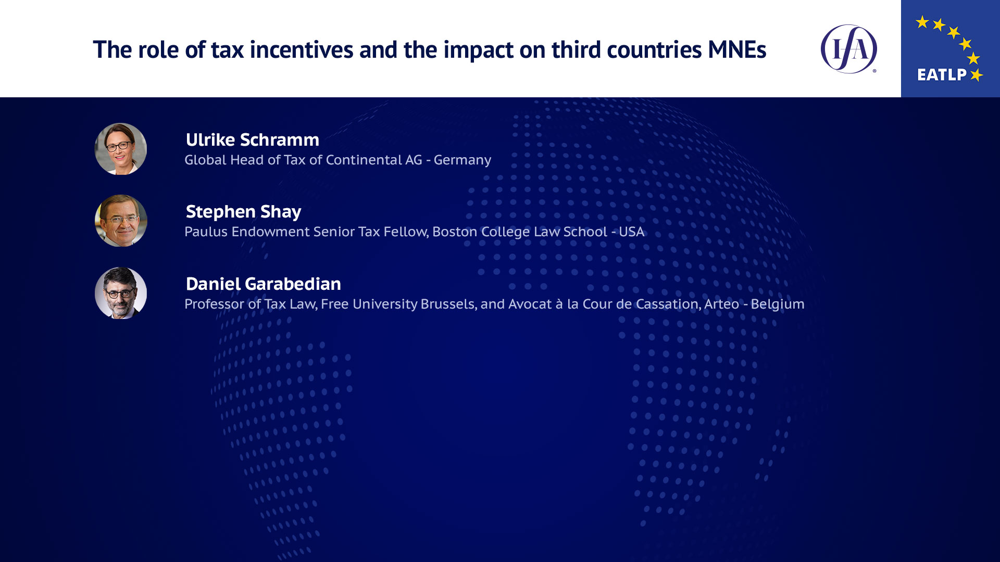 The role of tax incentives and the impact on third countries MNEs
IFA
®
EATLP
Ulrike Schramm
Global Head of Tax of Continental AG - Germany
Stephen Shay
Paulus Endowment Senior Tax Fellow, Boston College Law School - USA
Daniel Garabedian
Professor of Tax Law, Free University Brussels, and Avocat à la Cour de Cassation, Arteo - Belgium